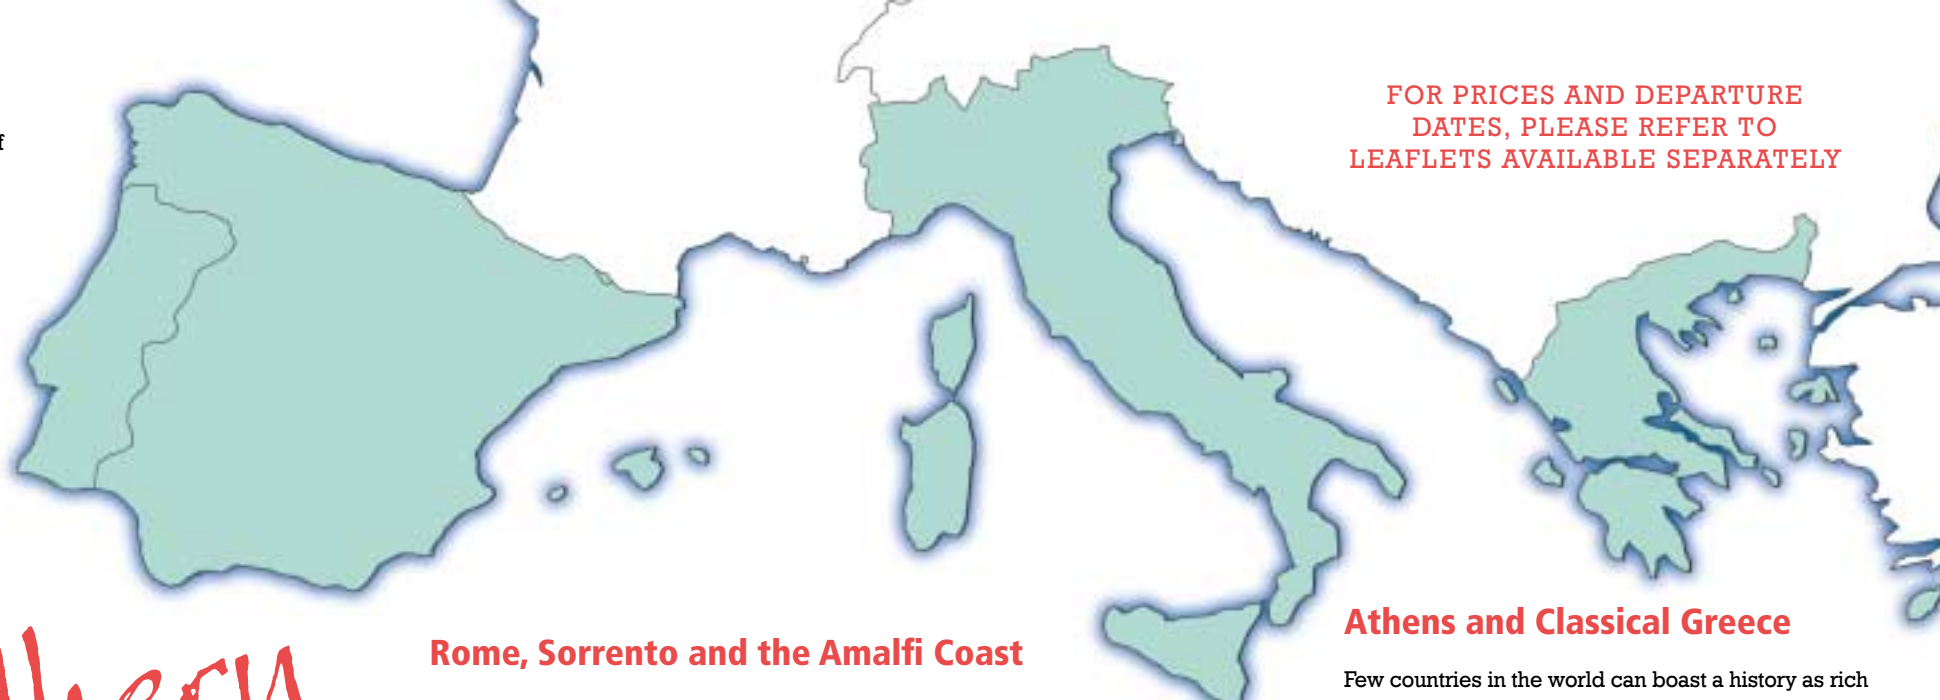 FOR PRICES AND DEPARTURE
DATES, PLEASE REFER TO
LEAFLETS AVAILABLE SEPARATELY
Rome, Sorrento and the Amalfi Coast
Athens and Classical Greece
Few countries in the world can boast a history as rich